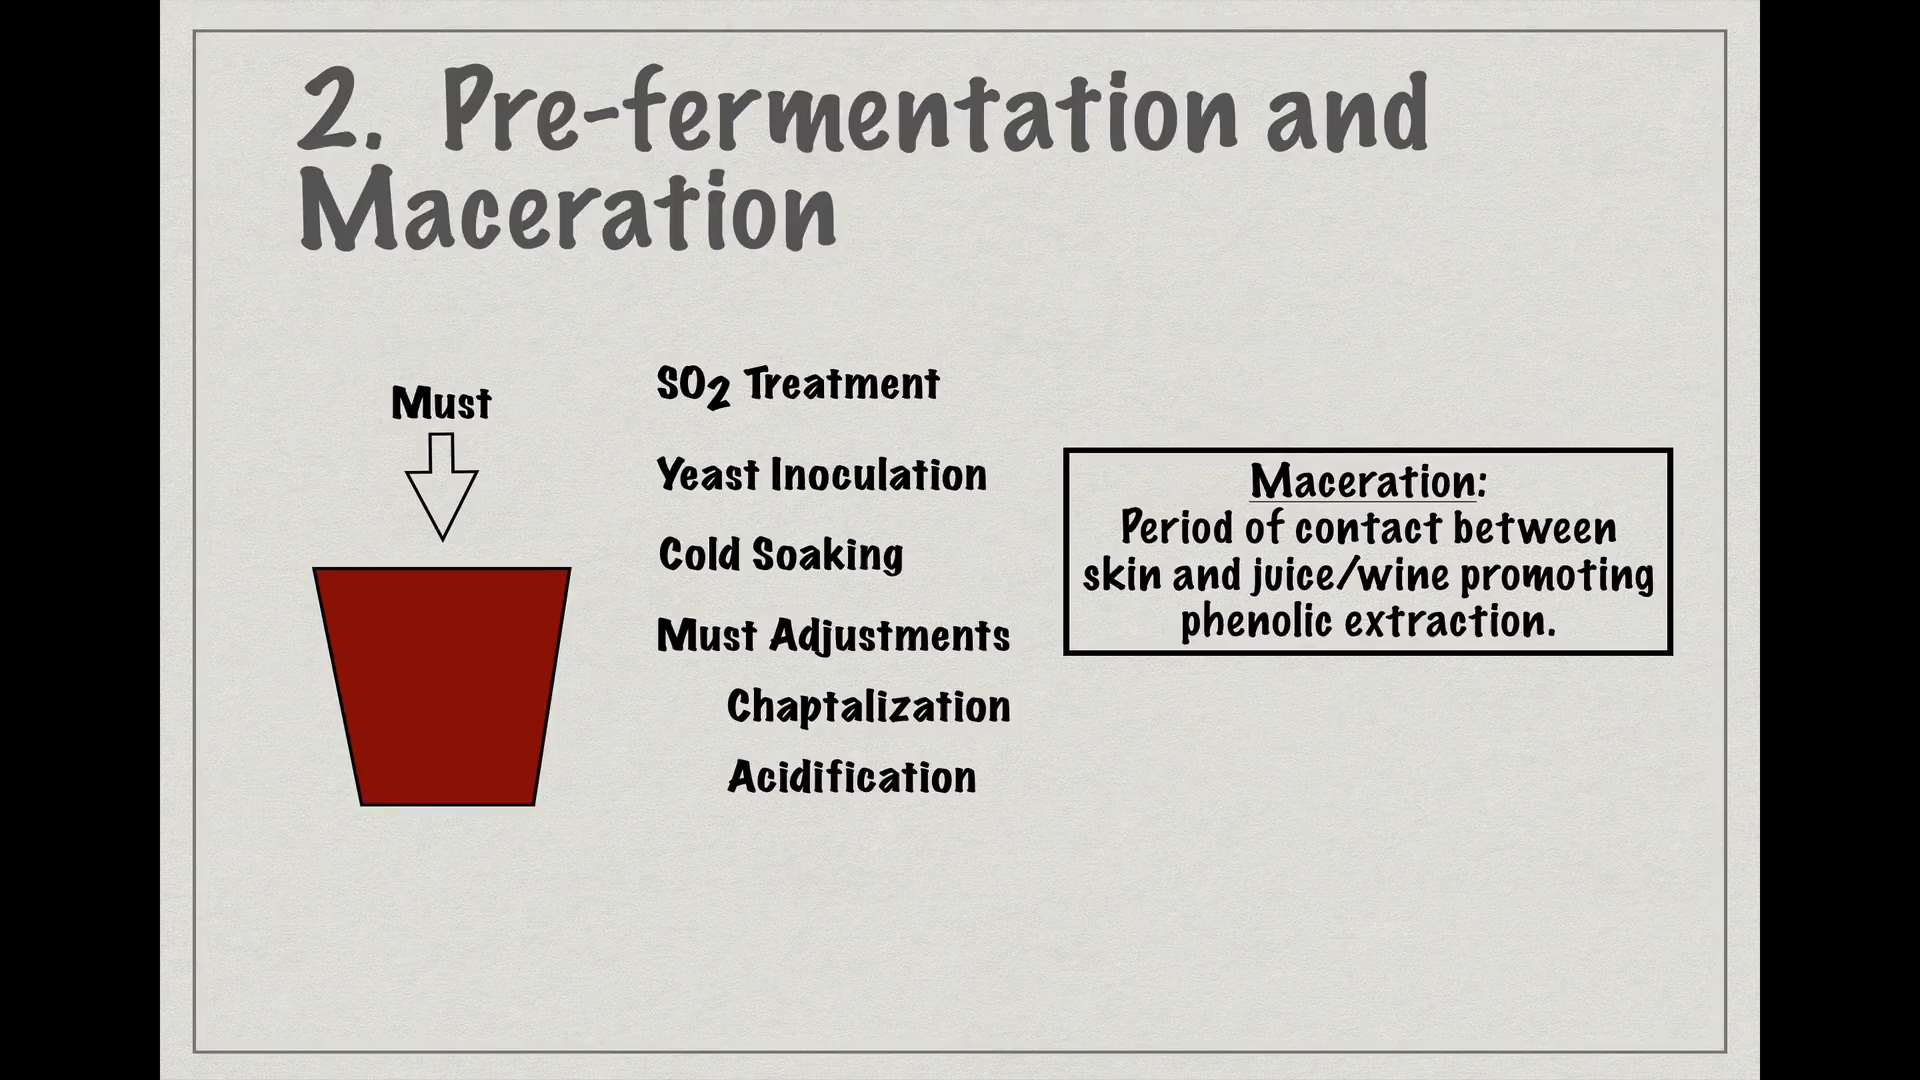 2. Pre-fermentation and
Maceration
Must
SO2 Treatment
Yeast Inoculation
Cold Soaking
Must Adjustments
Chaptalization
Acidification
Maceration:
Period of contact between
skin and juice/wine promoting
phenolic extraction.